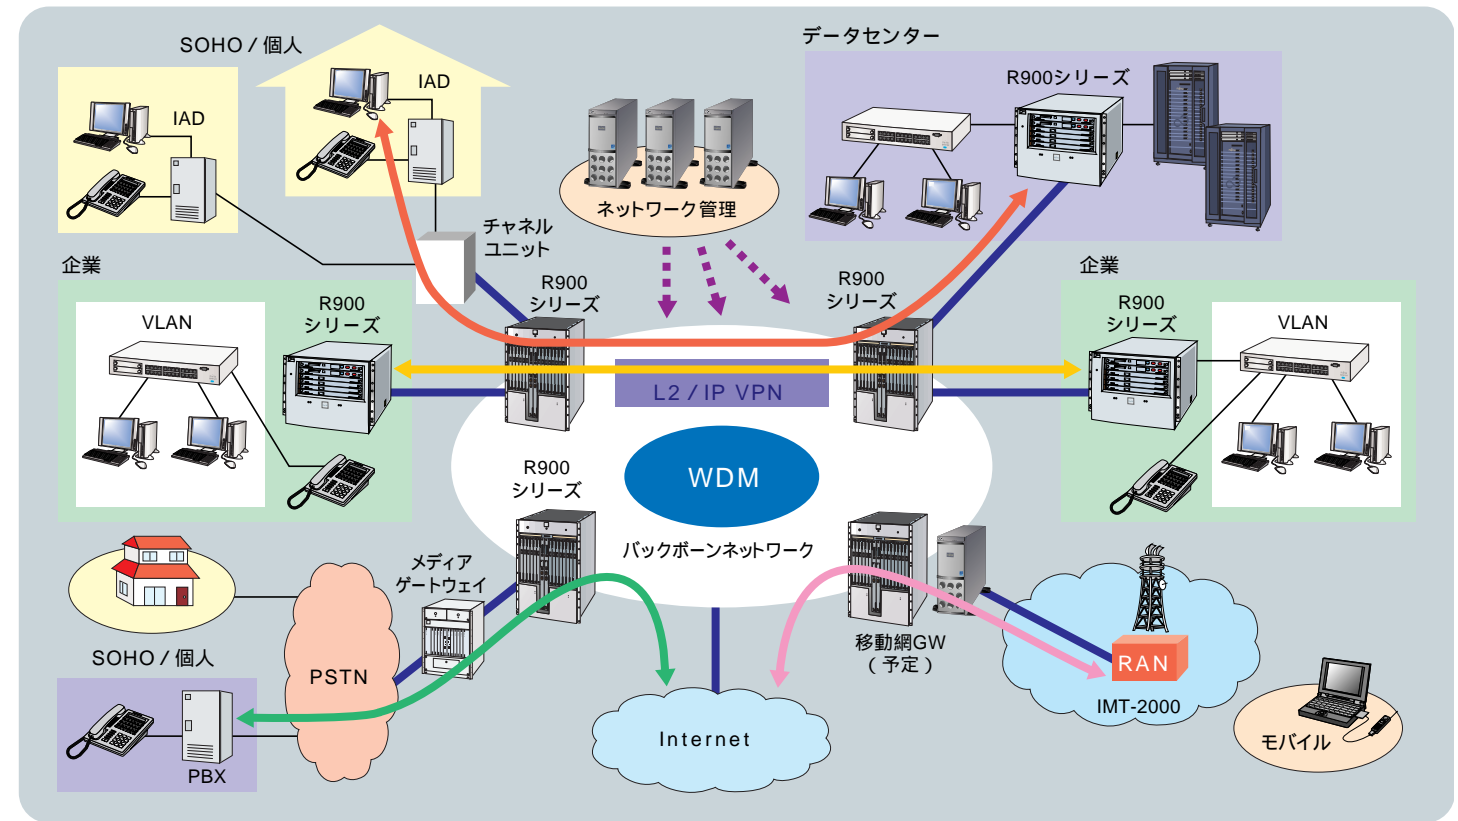 SOHO / 個人
IAD
IAD
チャネル
ユニット
ネットワーク管理
データセンター
R900シリーズ
企業
VLAN
R900
シリーズ
R900
シリーズ
R900
シリーズ
企業
R900
シリーズ
VLAN
L2 / IP VPN
WDM
バックボーンネットワーク
R900
シリーズ
メディア
ゲートウェイ
SOHO / 個人
PSTN
PBX
Internet
移動網GW
( 予定 )
RAN
IMT-2000
モバイル